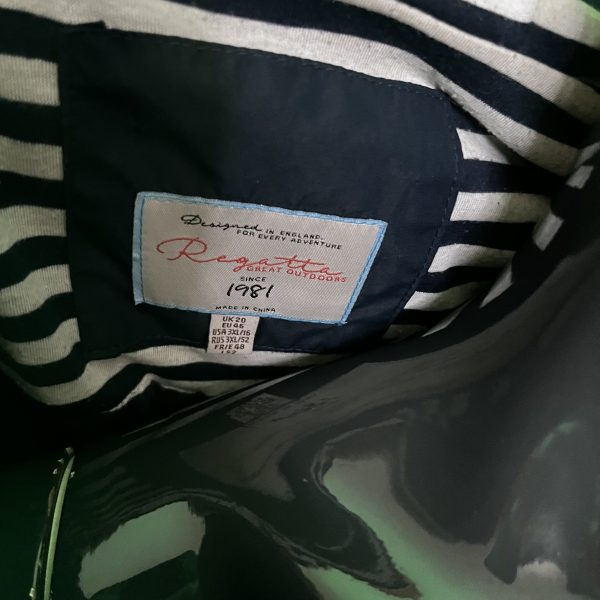 Designed IN ENGLAND.
FOR EVERY ADVENTURE
Regatta
GREAT OUTDOORS
SINCE
1981
MADE IN CHINA
UK 20
EU 46
USA 3XL/16
RUS 3XL/52
FR/E 48